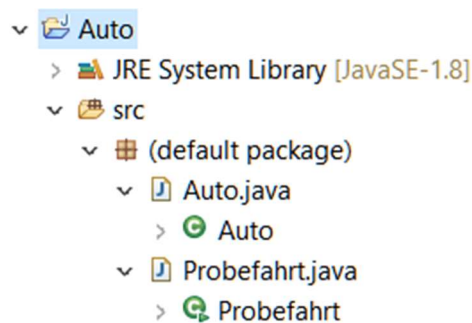 Auto
JRE System Library [JavaSE-1.8]
src
(default package)
Auto.java
Auto
Probefahrt.java
Probefahrt